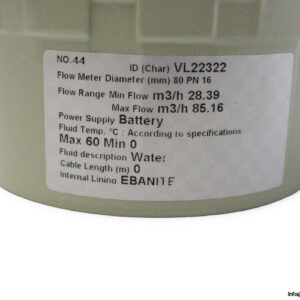 NO.44
ID (Char) VL22322
Flow Meter Diameter (mm) 80 PN 16
Flow Range Min Flow m3/h 28.39
Max Flow m3/h 85.16
Power Supply Battery
Fluid Temp. °C : According to specifications
Max 60 Min 0
Fluid description Water
Cable Length (m) 0
Internal Lining EBANITE